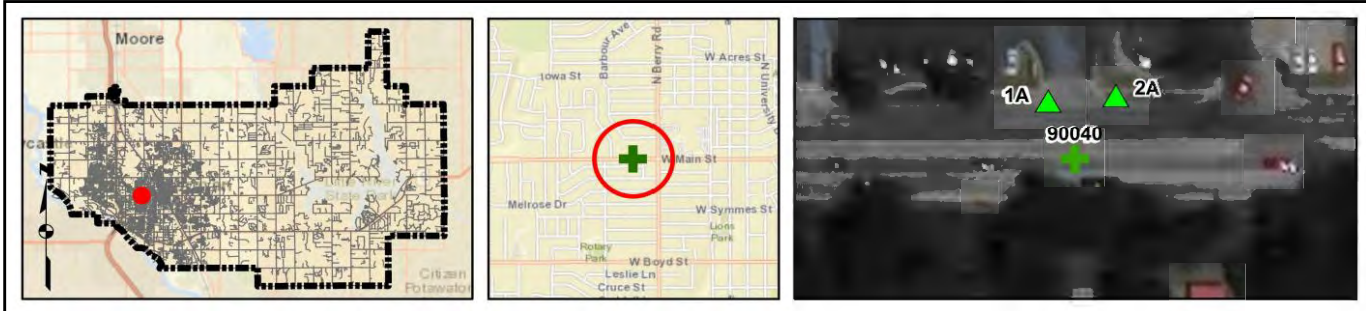 Moore
State Park
Citizen
Potawatom
Barbour Ave
N Berry Rd
W Acres St
Iowa St
N University
W Main St
Melrose Dr
W Symmes St
Lions
Park
Rotary
Park
W Boyd St
Leslie Ln
Cruce St
1A
2A
90040